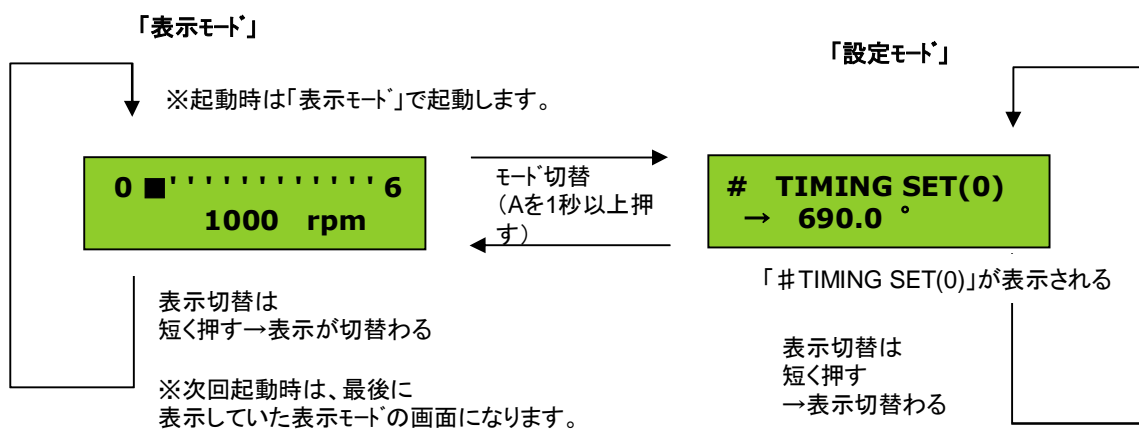 「表示ﾓｰﾄﾞ」
※起動時は「表示ﾓｰﾄﾞ」で起動します。
0 ■'''''''''''' 6
1000 rpm
表示切替は
短く押す→表示が切替わる
※次回起動時は、最後に
表示していた表示ﾓｰﾄﾞの画面になります。
ﾓｰﾄﾞ切替
(Aを1秒以上押
す)
「設定ﾓｰﾄﾞ」
# TIMING SET(0)
→ 690.0 °
「＃TIMING SET(0)」が表示される
表示切替は
短く押す
→表示切替わる